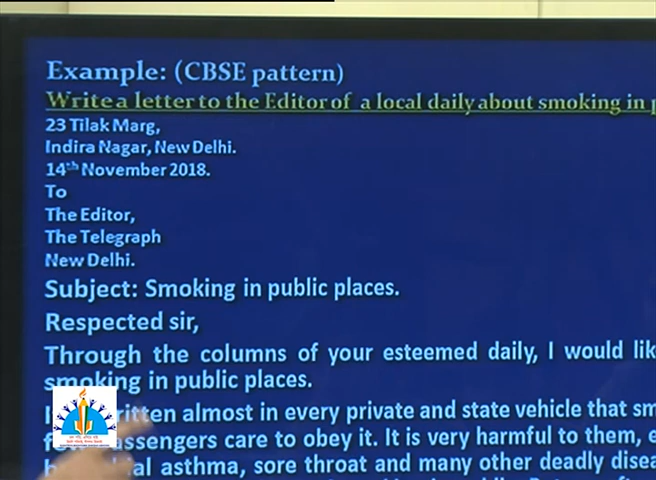 Example: (CBSE pattern)
Write a letter to the Editor of a local daily about smoking in p
23 Tilak Marg,
Indira Nagar, New Delhi.
14th November 2018.
To
The Editor,
The Telegraph
New Delhi.
Subject: Smoking in public places.
Respected sir,
Through the columns of your esteemed daily, I would lik
smoking in public places.
written almost in every private and state vehicle that sm
passengers care to obey it. It is very harmful to them, e
asthma, sore throat and many other deadly disea